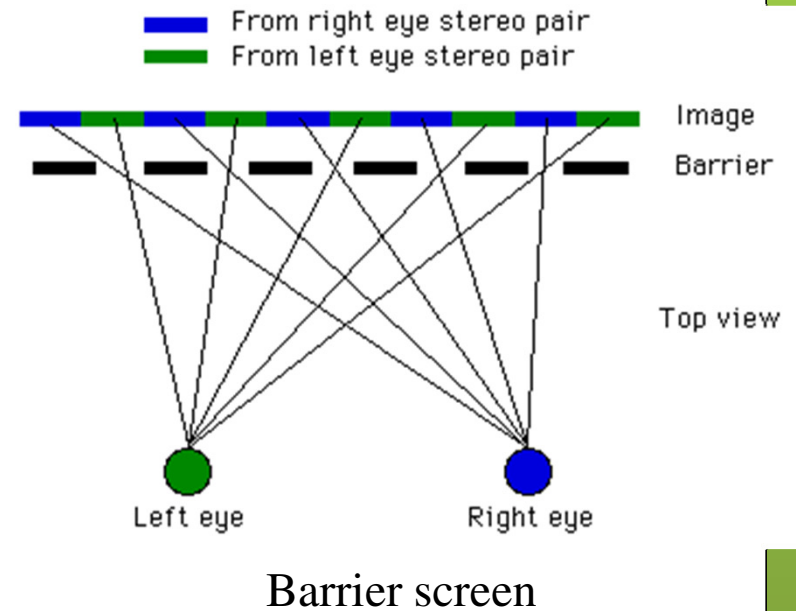 From right eye stereo pair
From left eye stereo pair
Image
Barrier
Top view
Left eye
Right eye
Barrier screen